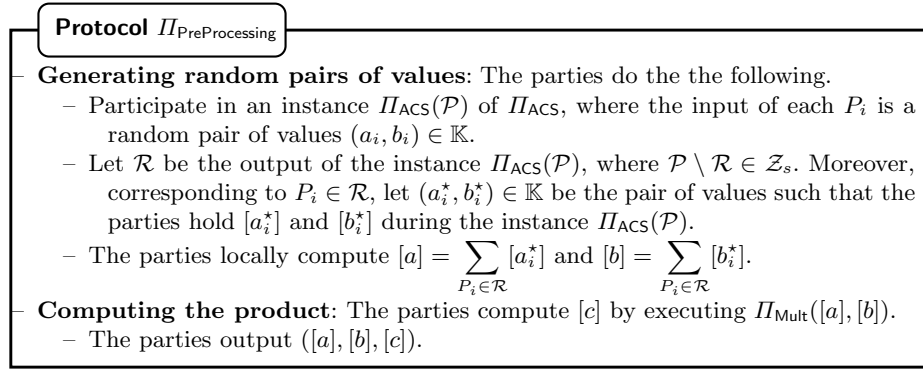 Protocol Π_PreProcessing
– Generating random pairs of values: The parties do the the following.
– Participate in an instance Π_ACS(𝒫) of Π_ACS, where the input of each P_i is a
random pair of values (a_i, b_i) ∈ 𝕂.
– Let ℛ be the output of the instance Π_ACS(𝒫), where 𝒫 \ ℛ ∈ 𝒵_s. Moreover,
corresponding to P_i ∈ ℛ, let (a_i^⋆, b_i^⋆) ∈ 𝕂 be the pair of values such that the
parties hold [a_i^⋆] and [b_i^⋆] during the instance Π_ACS(𝒫).
– The parties locally compute [a] = ∑_{P_i∈ℛ} [a_i^⋆] and [b] = ∑_{P_i∈ℛ} [b_i^⋆].
– Computing the product: The parties compute [c] by executing Π_Mult([a], [b]).
– The parties output ([a], [b], [c]).